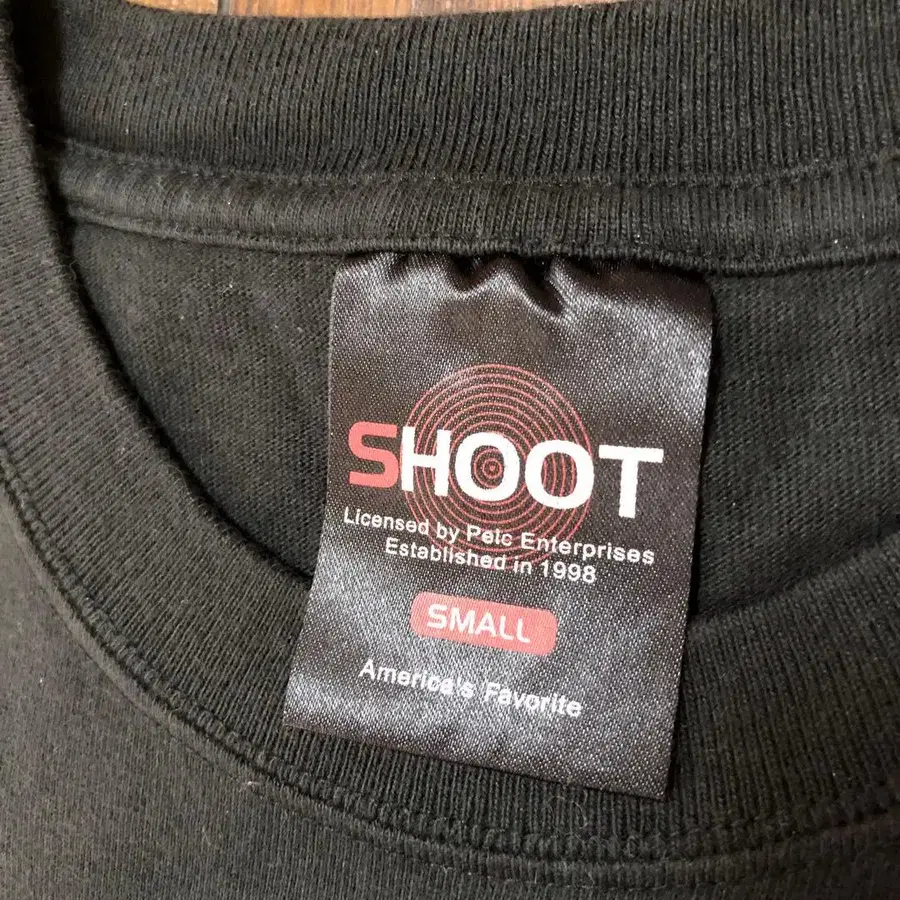 SHOOT
Licensed by Pelc Enterprises
Established in 1998
SMALL
America's Favorite